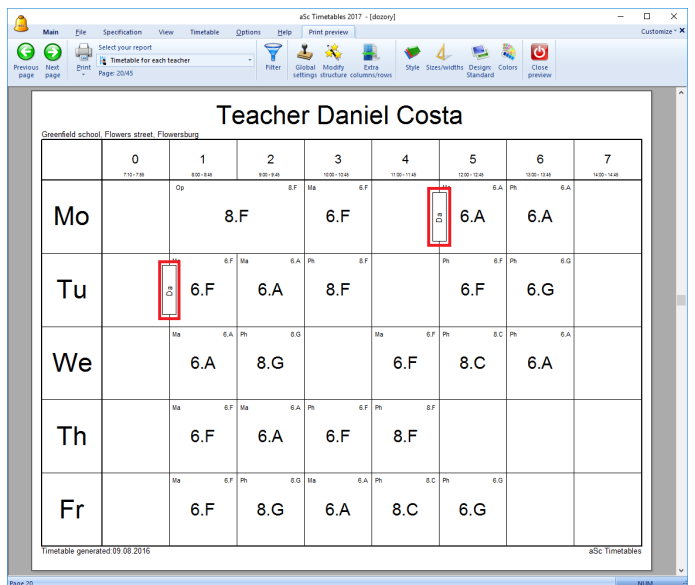 aSc Timetables 2017 - [dozory]
Main File Specification View Timetable Options Help Print preview Customize
Select your report
Timetable for each teacher
Page: 20/45
Previous page
Next page
Print
Filter
Global settings
Modify structure
Extra columns/rows
Style
Sizes/widths
Design: Standard
Colors
Close preview
Teacher Daniel Costa
Greenfield school, Flowers street, Flowersburg
0 1 2 3 4 5 6 7
7:10 - 7:55 8:00 - 8:45 9:00 - 9:45 10:00 - 10:45 11:00 - 11:45 12:00 - 12:45 13:00 - 13:45 14:00 - 14:45
Op 8.F Ma 6.F 6.A Ph 6.A
Mo 8.F 6.F Da 6.A 6.A
6.F Ma 6.A Ph 8.F Ph 6.F Ph 6.G
Tu Da 6.F 6.A 8.F 6.F 6.G
Ma 6.A Ph 8.G Ma 6.F Ph 8.C Ph 6.A
We 6.A 8.G 6.F 8.C 6.A
Ma 6.F Ma 6.A Ph 6.F Ph 8.F
Th 6.F 6.A 6.F 8.F
Ma 6.F Ph 8.G Ma 6.A Ph 8.C Ph 6.G
Fr 6.F 8.G 6.A 8.C 6.G
Timetable generated:09.08.2016 aSc Timetables
Page 20 NUM